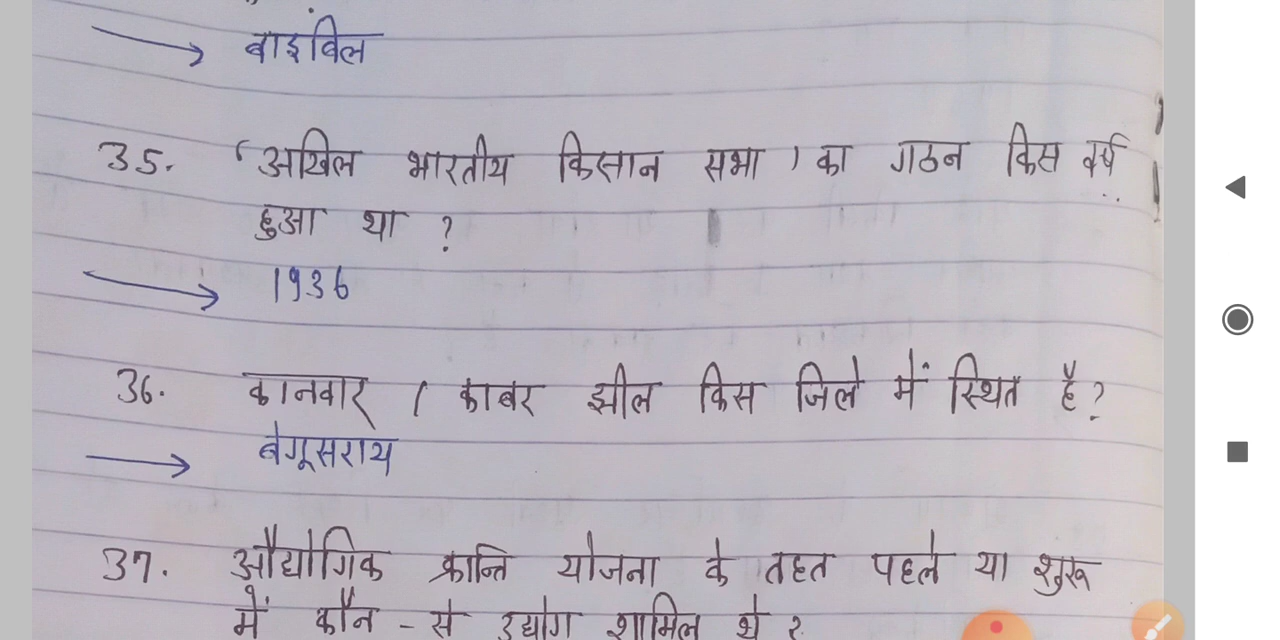 बाइबिल
35. ‘अखिल भारतीय किसान सभा’ का गठन किस वर्ष
हुआ था ?
1936
36. कानवार / काबर झील किस जिले में स्थित है?
बेगूसराय
37. औद्योगिक क्रान्ति योजना के तहत पहले या शुरू
में कौन - से उद्योग शामिल थे ?